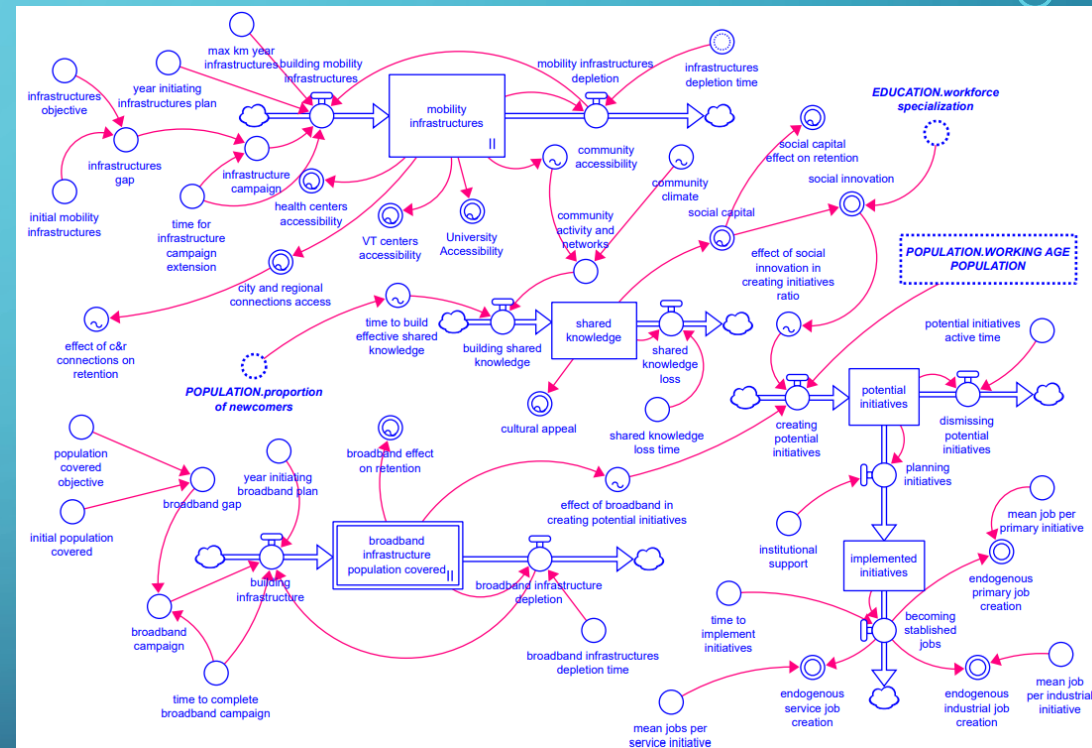 max km year
infrastructures
building mobility
infrastructures
mobility infrastructures
depletion
infrastructures
depletion time
infrastructures
objective
year initiating
infrastructures plan
mobility
infrastructures
EDUCATION.workforce
specialization
infrastructures
gap
infrastructure
campaign
community
accessibility
community
climate
social capital
effect on retention
social innovation
initial mobility
infrastructures
time for
infrastructure
campaign
extension
health centers
accessibility
VT centers
accessibility
University
Accessibility
community
activity and
networks
social capital
effect of social
innovation in
creating initiatives
ratio
POPULATION.WORKING AGE
POPULATION
city and regional
connections access
effect of c&r
connections on
retention
time to build
effective shared
knowledge
building shared
knowledge
shared
knowledge
shared
knowledge
loss
potential initiatives
active time
POPULATION.proportion
of newcomers
cultural appeal
shared knowledge
loss time
creating
potential
initiatives
potential
initiatives
dismissing
potential
initiatives
population
covered
objective
year initiating
broadband plan
broadband effect
on retention
broadband gap
effect of broadband in
creating potential initiatives
planning
initiatives
initial population
covered
institutional
support
mean job per
primary initiative
building
infrastructure
broadband
infrastructure
population covered
broadband infrastructure
depletion
implemented
initiatives
endogenous
primary job
creation
broadband
campaign
time to
implement
initiatives
becoming
stablished
jobs
broadband infrastructures
depletion time
time to complete
broadband campaign
mean jobs per
service initiative
endogenous
service job
creation
endogenous
industrial job
creation
mean job
per industrial
initiative